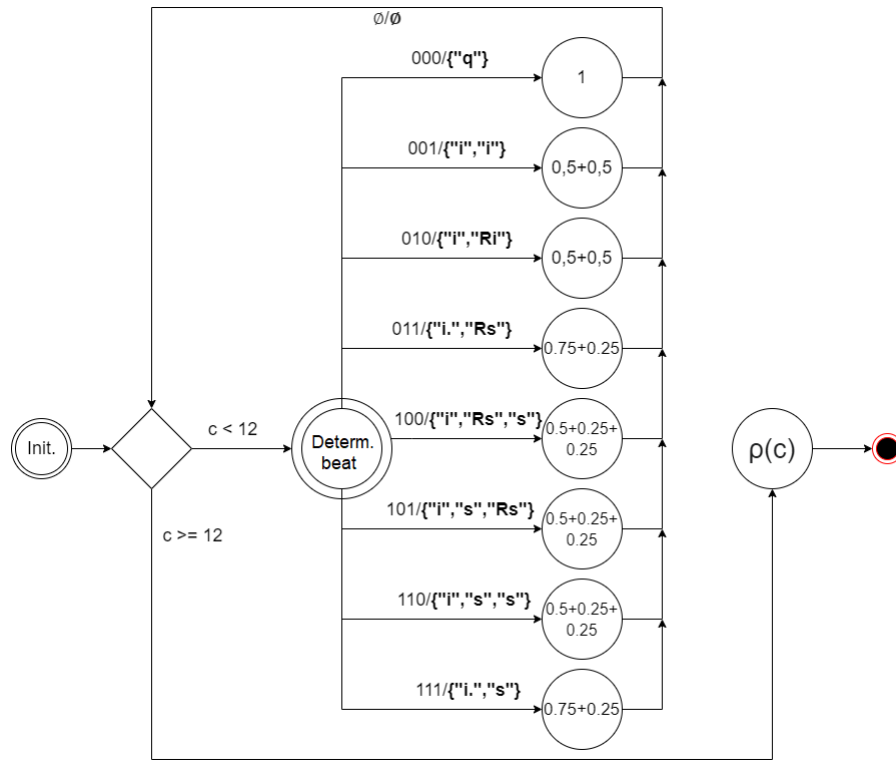 ∅/∅
000/{"q"}
1
001/{"i","i"}
0,5+0,5
010/{"i","Ri"}
0,5+0,5
011/{"i.","Rs"}
0.75+0.25
Init.
c < 12
Determ.
beat
100/{"i","Rs","s"}
0.5+0.25+
0.25
ρ(c)
c >= 12
101/{"i","s","Rs"}
0.5+0.25+
0.25
110/{"i","s","s"}
0.5+0.25+
0.25
111/{"i.","s"}
0.75+0.25